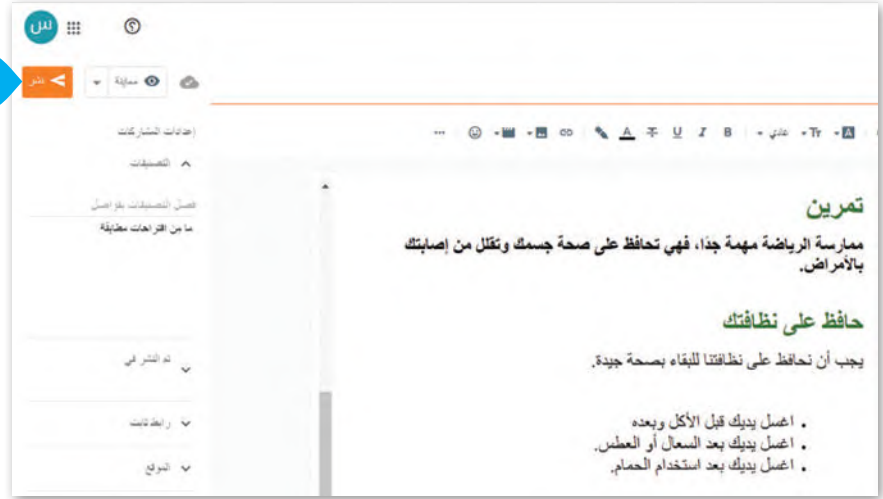 س
نشر
معاينة
إعدادات المشاركات
التصنيفات
فصل التصنيفات بفواصل
ما من اقتراحات مطابقة
تم النشر في
رابط ثابت
الموقع
عادي
B I U T A
تمرين
ممارسة الرياضة مهمة جدًا، فهي تحافظ على صحة جسمك وتقلل من إصابتك
بالأمراض.
حافظ على نظافتك
يجب أن نحافظ على نظافتنا للبقاء بصحة جيدة.
• اغسل يديك قبل الأكل وبعده
• اغسل يديك بعد السعال أو العطس.
• اغسل يديك بعد استخدام الحمام.